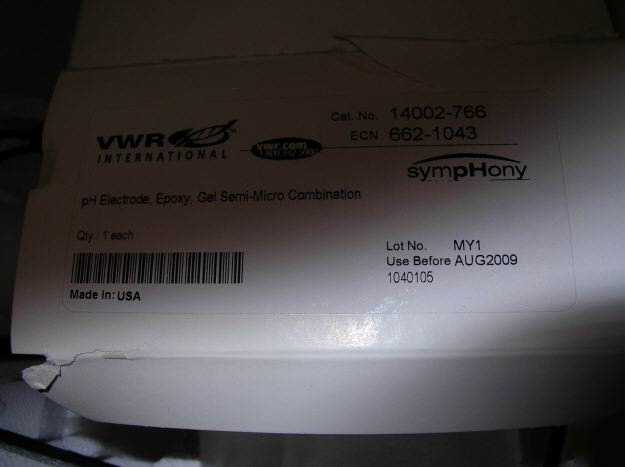 VWR™
INTERNATIONAL
vwr.com
Cat. No. 14002-766
ECN 662-1043
sympHony
pH Electrode, Epoxy, Gel Semi-Micro Combination
Qty.: 1 each
Lot No. MY1
Use Before AUG2009
1040105
Made in: USA